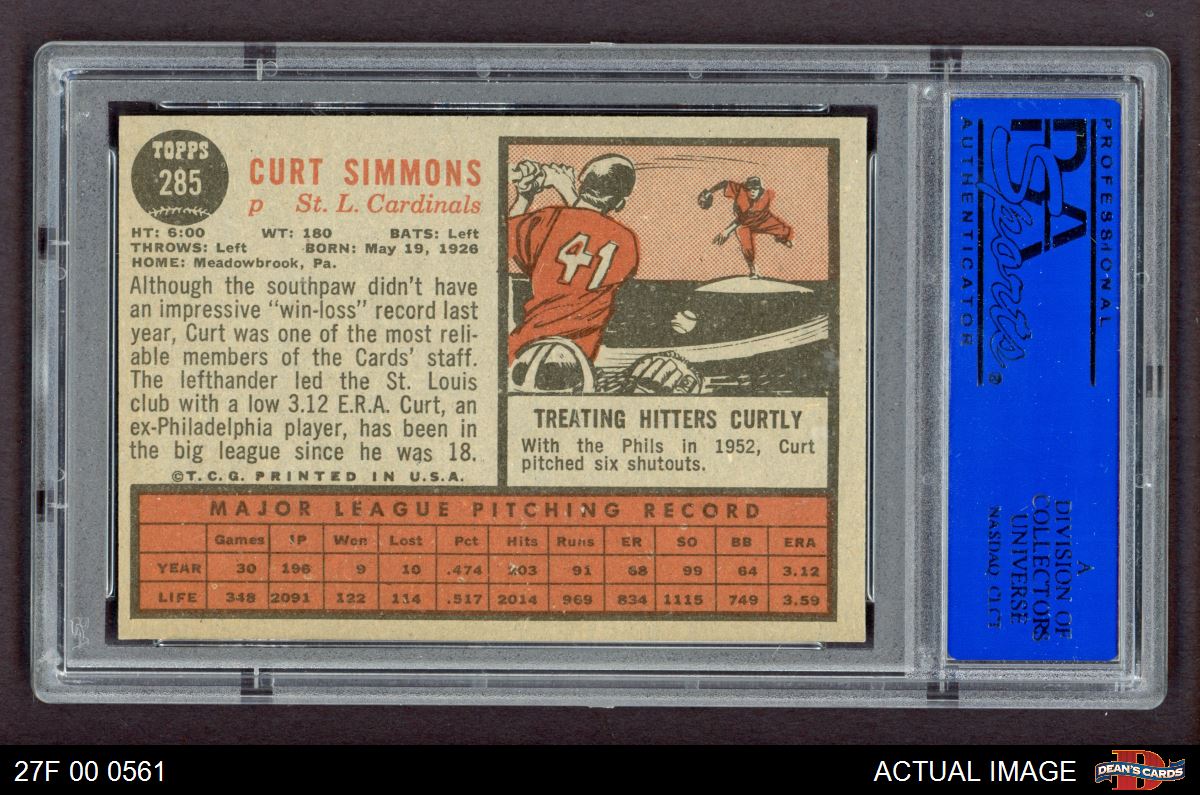 TOPPS
285
CURT SIMMONS
p St. L. Cardinals
HT: 6:00 WT: 180 BATS: Left
THROWS: Left BORN: May 19, 1926
HOME: Meadowbrook, Pa.
Although the southpaw didn't have
an impressive "win-loss" record last
year, Curt was one of the most reli-
able members of the Cards' staff.
The lefthander led the St. Louis
club with a low 3.12 E.R.A. Curt, an
ex-Philadelphia player, has been in
the big league since he was 18.
©T.C.G. PRINTED IN U.S.A.
41
TREATING HITTERS CURTLY
With the Phils in 1952, Curt
pitched six shutouts.
MAJOR LEAGUE PITCHING RECORD
Games IP Won Lost Pct Hits Runs ER SO BB ERA
YEAR 30 196 9 10 .474 203 91 68 99 64 3.12
LIFE 348 2091 122 114 .517 2014 969 834 1115 749 3.59
PROFESSIONAL
PSA
Sports
®
AUTHENTICATOR
A
DIVISION OF
COLLECTORS
UNIVERSE
NASDAQ CLCT
27F 00 0561
ACTUAL IMAGE
DEAN'S CARDS